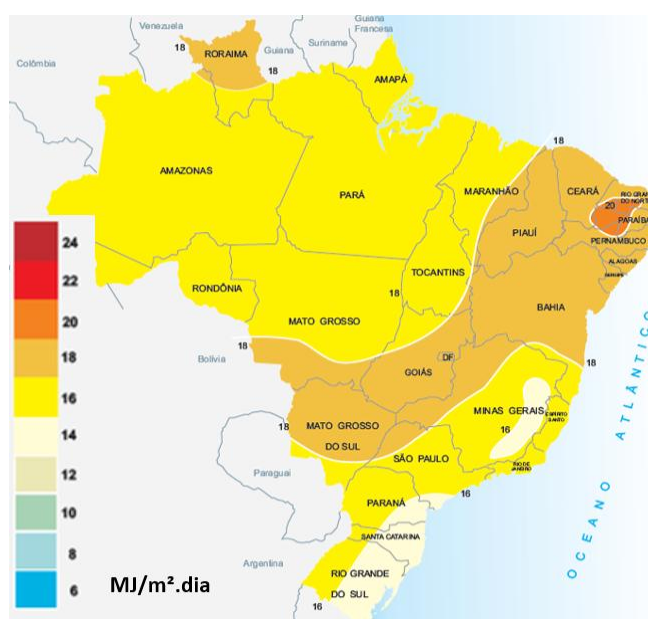 Venezuela
Guiana
Francesa
Suriname
Guiana
Colômbia
18
RORAIMA
18
AMAPÁ
18
AMAZONAS
PARÁ
MARANHÃO
CEARÁ
RIO GRANDE
DO NORTE
20
PARAÍBA
PIAUÍ
PERNAMBUCO
ALAGOAS
TOCANTINS
RONDÔNIA
18
MATO GROSSO
BAHIA
18
Bolívia
DF
GOIÁS
18
MINAS GERAIS
16
ESPÍRITO
SANTO
18
MATO GROSSO
DO SUL
SÃO PAULO
RIO DE
JANEIRO
Paraguai
16
PARANÁ
SANTA CATARINA
Argentina
RIO GRANDE
DO SUL
16
OCEANO ATLÂNTICO
24
22
20
18
16
14
12
10
8
6
MJ/m².dia